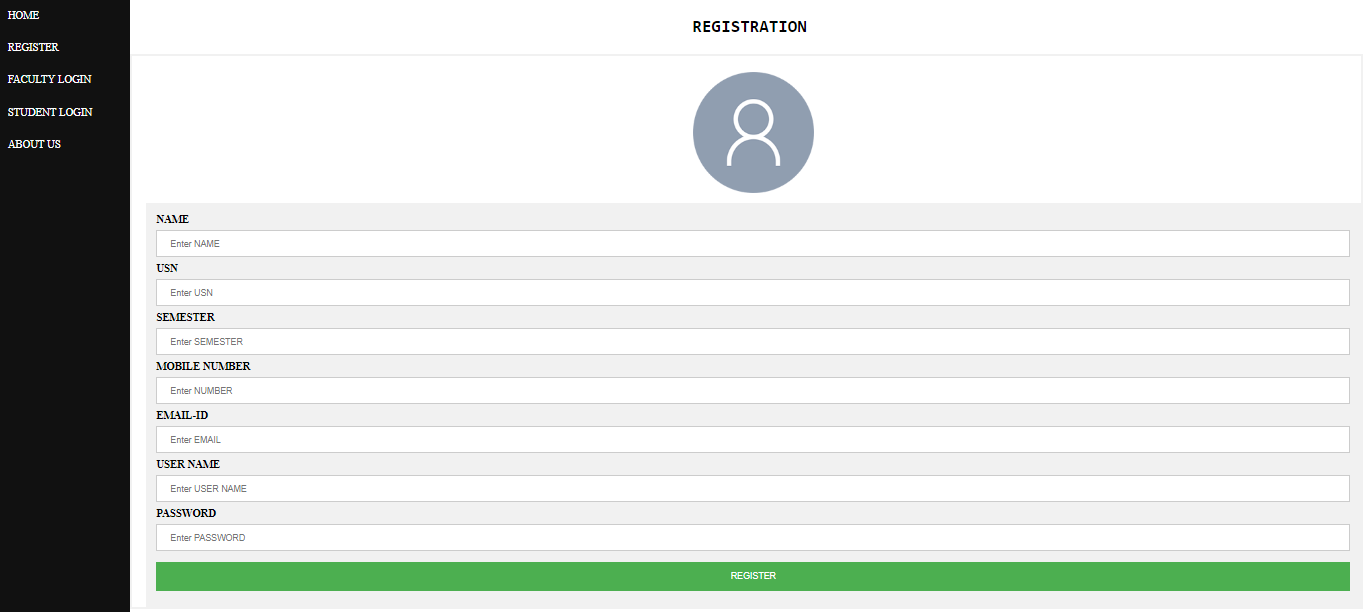 HOME
REGISTER
FACULTY LOGIN
STUDENT LOGIN
ABOUT US
REGISTRATION
NAME
Enter NAME
USN
Enter USN
SEMESTER
Enter SEMESTER
MOBILE NUMBER
Enter NUMBER
EMAIL-ID
Enter EMAIL
USER NAME
Enter USER NAME
PASSWORD
Enter PASSWORD
REGISTER